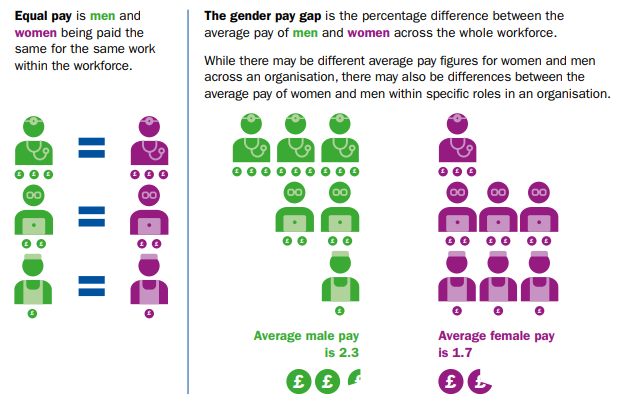 Equal pay is men and
women being paid the
same for the same work
within the workforce.
The gender pay gap is the percentage difference between the
average pay of men and women across the whole workforce.
While there may be different average pay figures for women and men
across an organisation, there may also be differences between the
average pay of women and men within specific roles in an organisation.
£ £ £ £ £ £
£ £ £ £
£ £
£ £ £ £ £ £ £ £ £ £ £ £
£ £ £ £ £ £ £ £ £ £
£ £ £ £
Average male pay
is 2.3
£ £ £
Average female pay
is 1.7
£ £